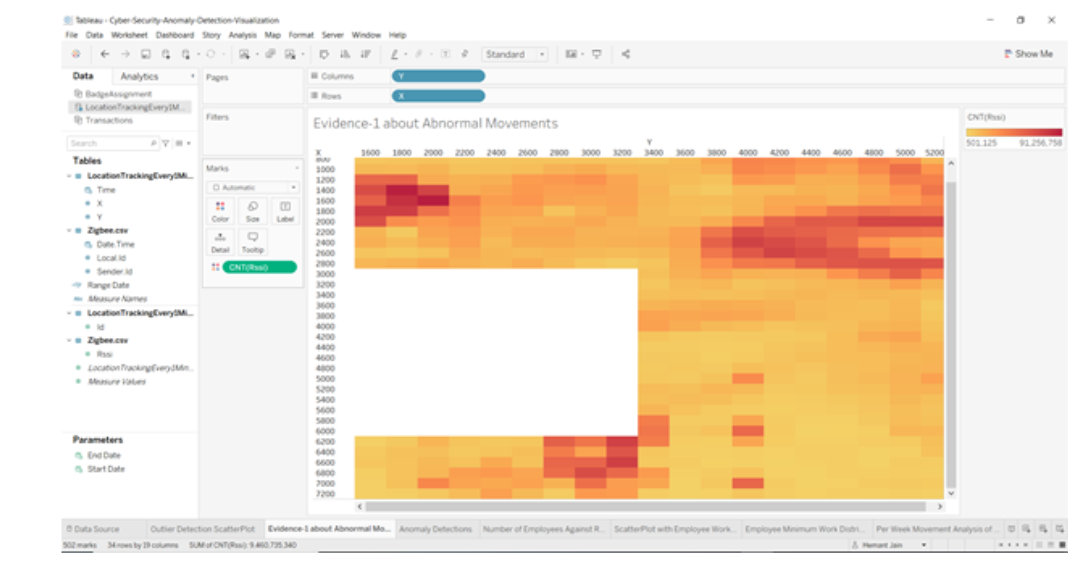 Tableau - Cyber-Security-Anomaly-Detection-Visualization
File Data Worksheet Dashboard Story Analysis Map Format Server Window Help
Standard
Show Me
Data Analytics
Pages
Columns
Y
BadgeAssignment
LocationTrackingEvery1M...
Transactions
Rows
X
Filters
Search
Tables
LocationTrackingEvery1Mi...
Time
X
Y
Zigbee.csv
Date.Time
Local.Id
Sender.Id
Range Date
Abc Measure Names
LocationTrackingEvery1Mi...
Id
Zigbee.csv
Rssi
LocationTrackingEvery1Min...
Measure Values
Parameters
End Date
Start Date
Marks
Automatic
Color Size Label
Detail Tooltip
CNT(Rssi)
Evidence-1 about Abnormal Movements
Y
X 1600 1800 2000 2200 2400 2600 2800 3000 3200 3400 3600 3800 4000 4200 4400 4600 4800 5000 5200
800
1000
1200
1400
1600
1800
2000
2200
2400
2600
2800
3000
3200
3400
3600
3800
4000
4200
4400
4600
4800
5000
5200
5400
5600
5800
6000
6200
6400
6600
6800
7000
7200
CNT(Rssi)
501,125 91,256,758
Data Source Outlier Detection ScatterPlot Evidence-1 about Abnormal Mo... Anomaly Detections Number of Employees Against R... ScatterPlot with Employee Work... Employee Minimum Work Distri... Per Week Movement Analysis of ...
502 marks 34 rows by 19 columns SUM of CNT(Rssi): 9,460,735,340
Hemant Jain